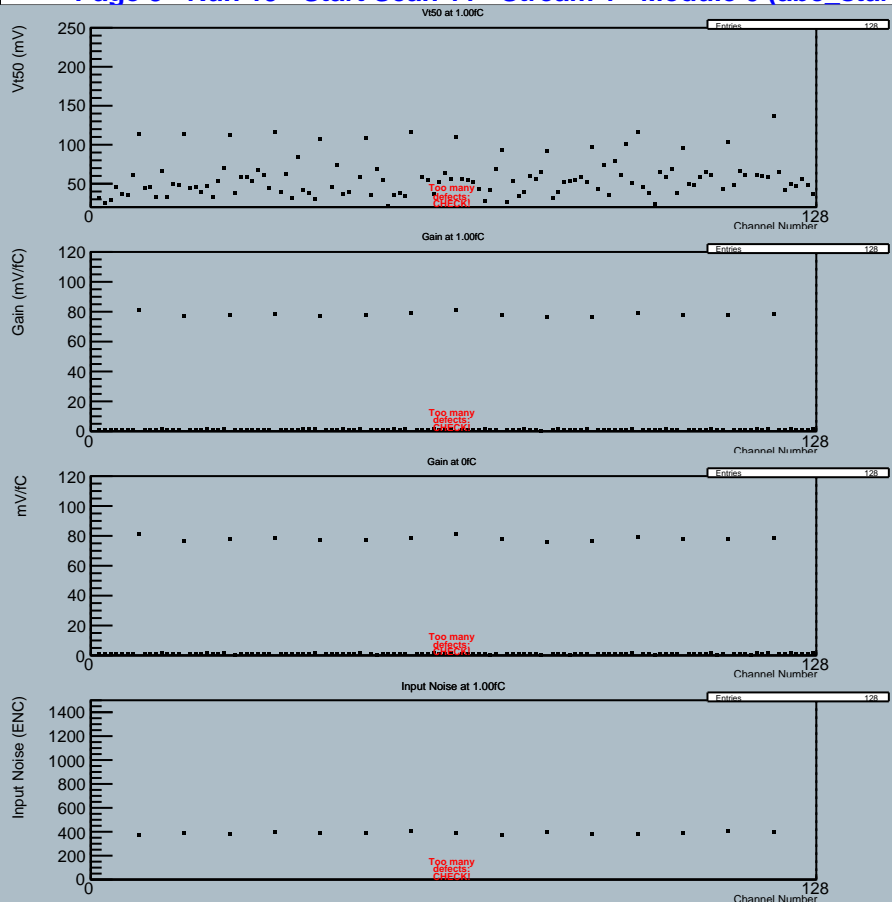 Vt50 at 1.00fC
Entries 128
Vt50 (mV)
250
200
150
100
50
Too many
defects:
CHECK!
0
128
Channel Number
Gain at 1.00fC
Entries 128
Gain (mV/fC)
120
100
80
60
40
20
0
Too many
defects:
CHECK!
0
128
Channel Number
Gain at 0fC
Entries 128
mV/fC
120
100
80
60
40
20
0
Too many
defects:
CHECK!
0
128
Channel Number
Input Noise at 1.00fC
Entries 128
Input Noise (ENC)
1400
1200
1000
800
600
400
200
0
Too many
defects:
CHECK!
0
128
Channel Number